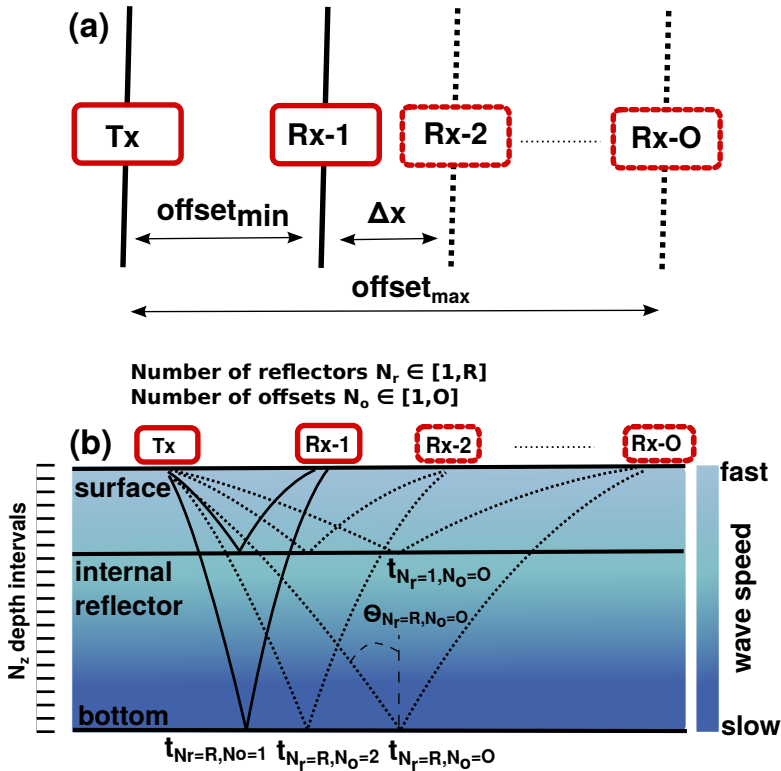 (a)
Tx Rx-1 Rx-2 Rx-O
offsetmin Δx
offsetmax
Number of reflectors Nr ∈ [1,R]
Number of offsets No ∈ [1,O]
(b)
Tx Rx-1 Rx-2 Rx-O
surface
fast
internal
reflector
tNr=1,No=O
ΘNr=R,No=O
Nz depth intervals
wave speed
bottom
slow
tNr=R,No=1 tNr=R,No=2 tNr=R,No=O